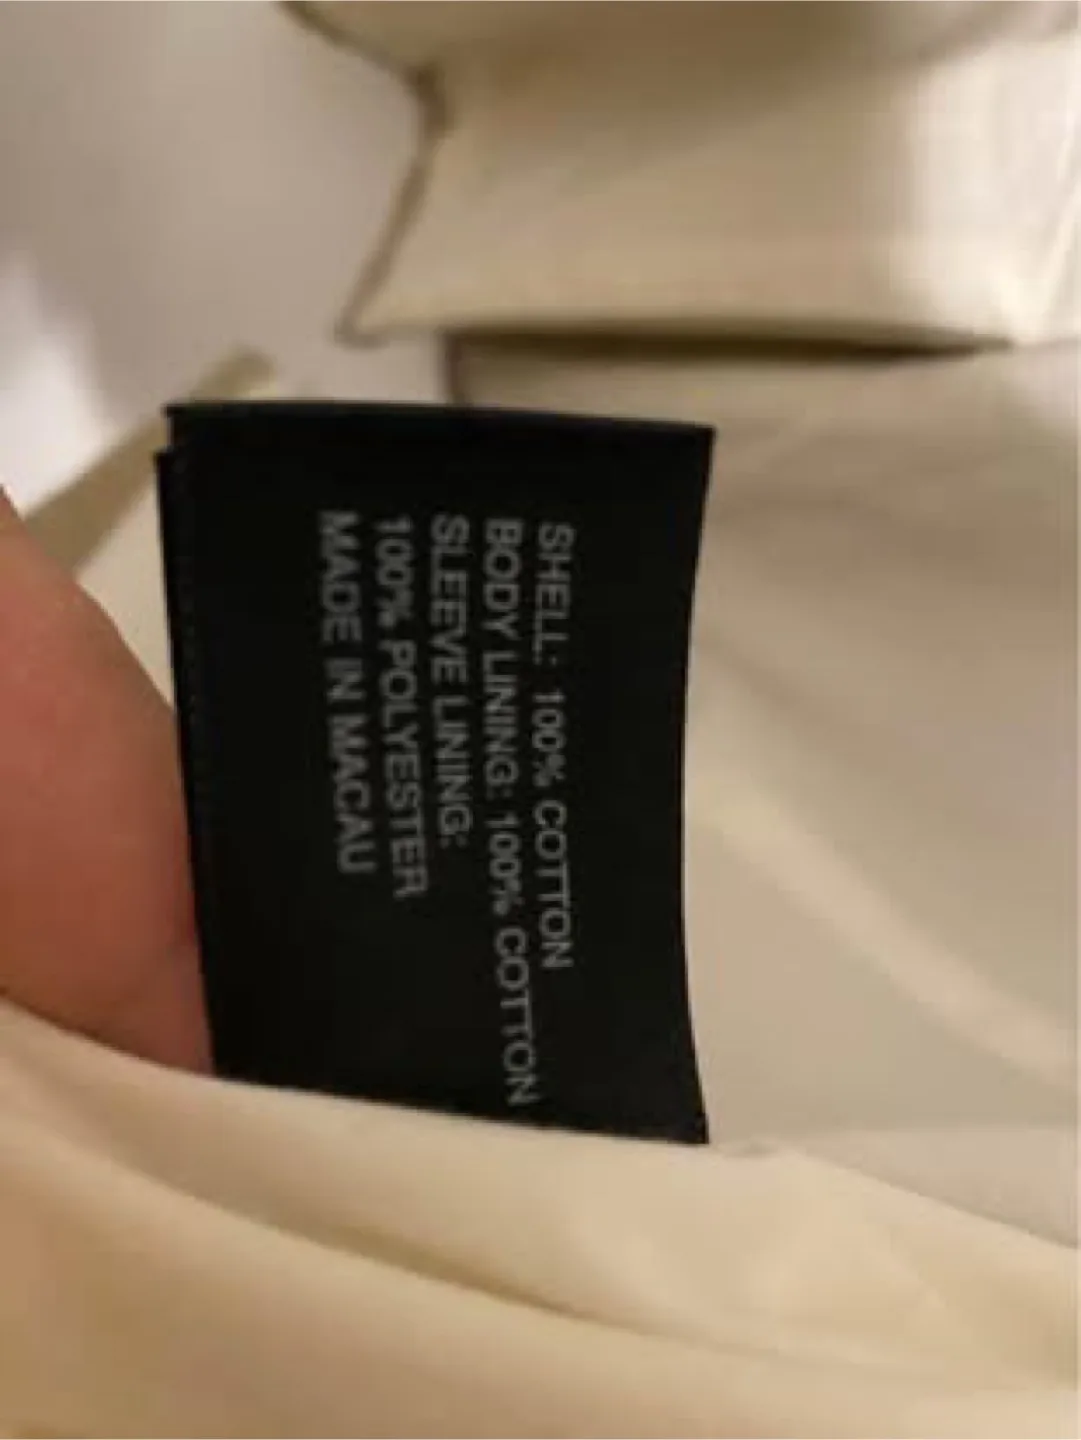 SHELL: 100% COTTON
BODY LINING: 100% COTTON
SLEEVE LINING:
100% POLYESTER
MADE IN MACAU